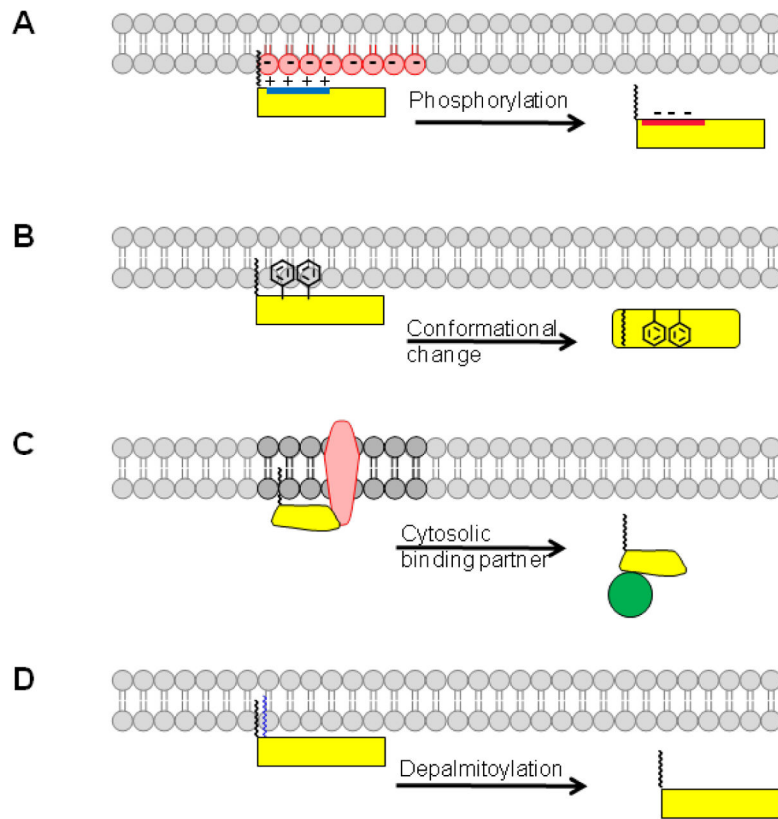 A
- - - - - - - -
+ + + +
Phosphorylation
- - -
B
Conformational
change
C
Cytosolic
binding partner
D
Depalmitoylation